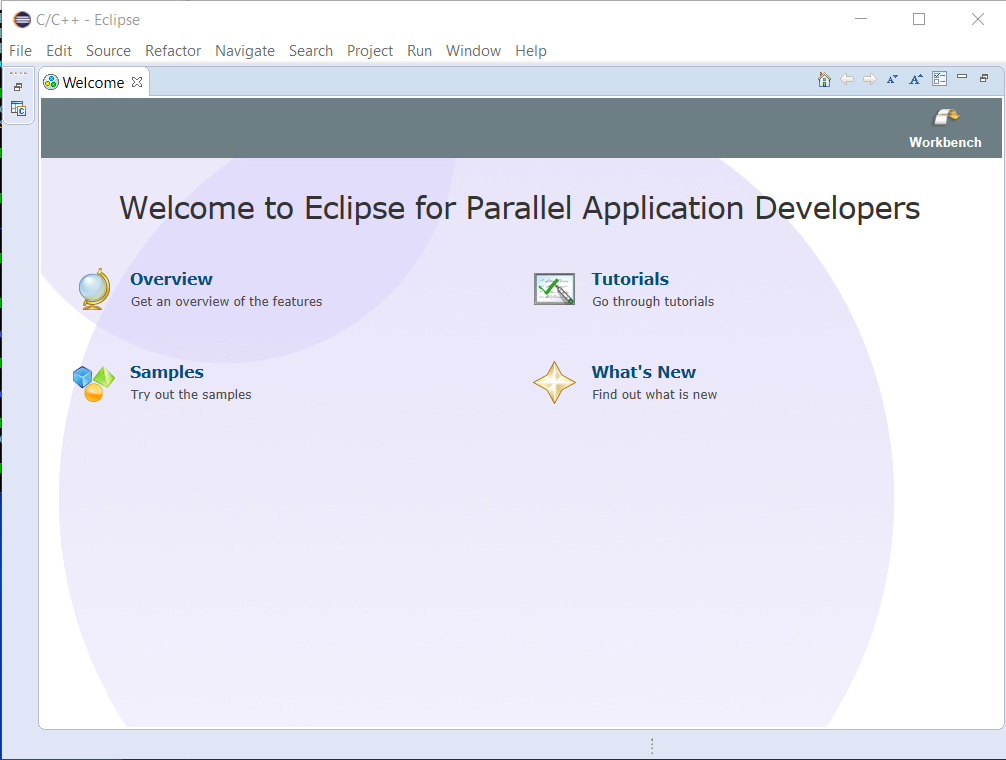 C/C++ - Eclipse
File Edit Source Refactor Navigate Search Project Run Window Help
Welcome
Workbench
Welcome to Eclipse for Parallel Application Developers
Overview
Get an overview of the features
Tutorials
Go through tutorials
Samples
Try out the samples
What's New
Find out what is new